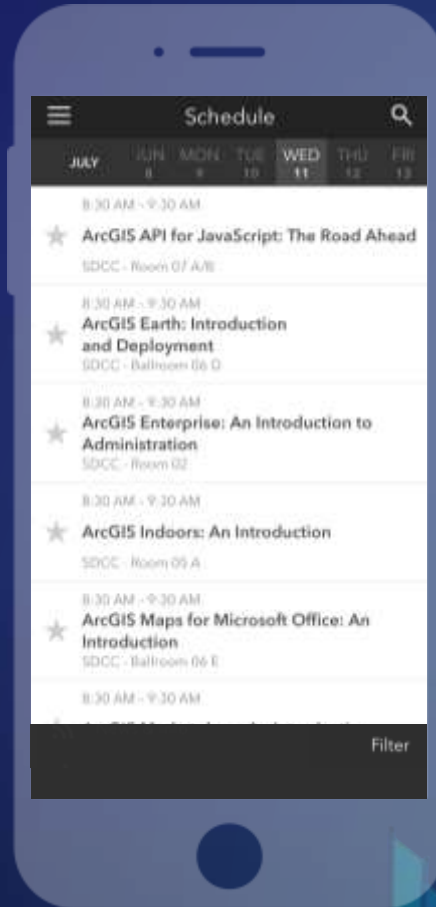 Schedule
JULY SUN MON TUE WED THU FRI
8 9 10 11 12 13
8:30 AM - 9:30 AM
ArcGIS API for JavaScript: The Road Ahead
SDCC - Room 07 A/B
8:30 AM - 9:30 AM
ArcGIS Earth: Introduction
and Deployment
SDCC - Ballroom 06 D
8:30 AM - 9:30 AM
ArcGIS Enterprise: An Introduction to
Administration
SDCC - Room 02
8:30 AM - 9:30 AM
ArcGIS Indoors: An Introduction
SDCC - Room 05 A
8:30 AM - 9:30 AM
ArcGIS Maps for Microsoft Office: An
Introduction
SDCC - Ballroom 06 E
8:30 AM - 9:30 AM
Filter